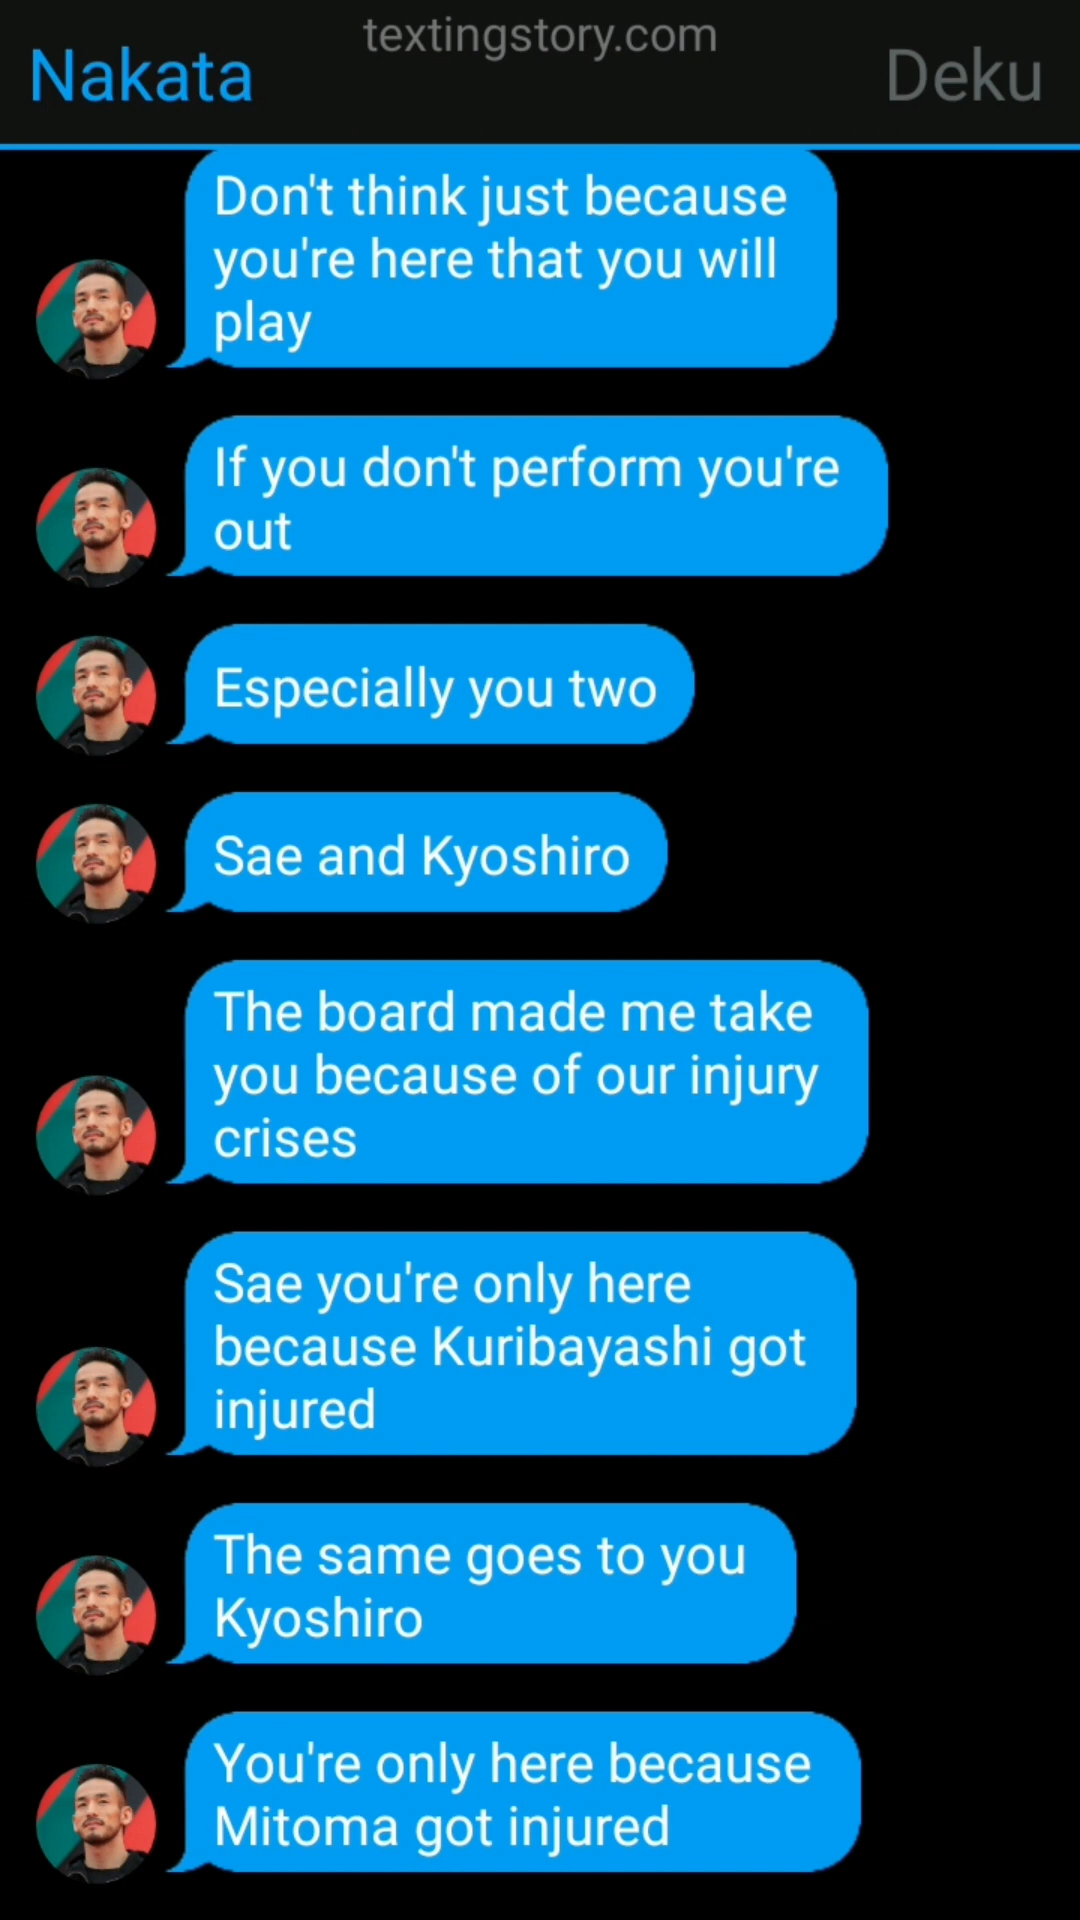 textingstory.com
Nakata
Deku
Don't think just because
you're here that you will
play
If you don't perform you're
out
Especially you two
Sae and Kyoshiro
The board made me take
you because of our injury
crises
Sae you're only here
because Kuribayashi got
injured
The same goes to you
Kyoshiro
You're only here because
Mitoma got injured